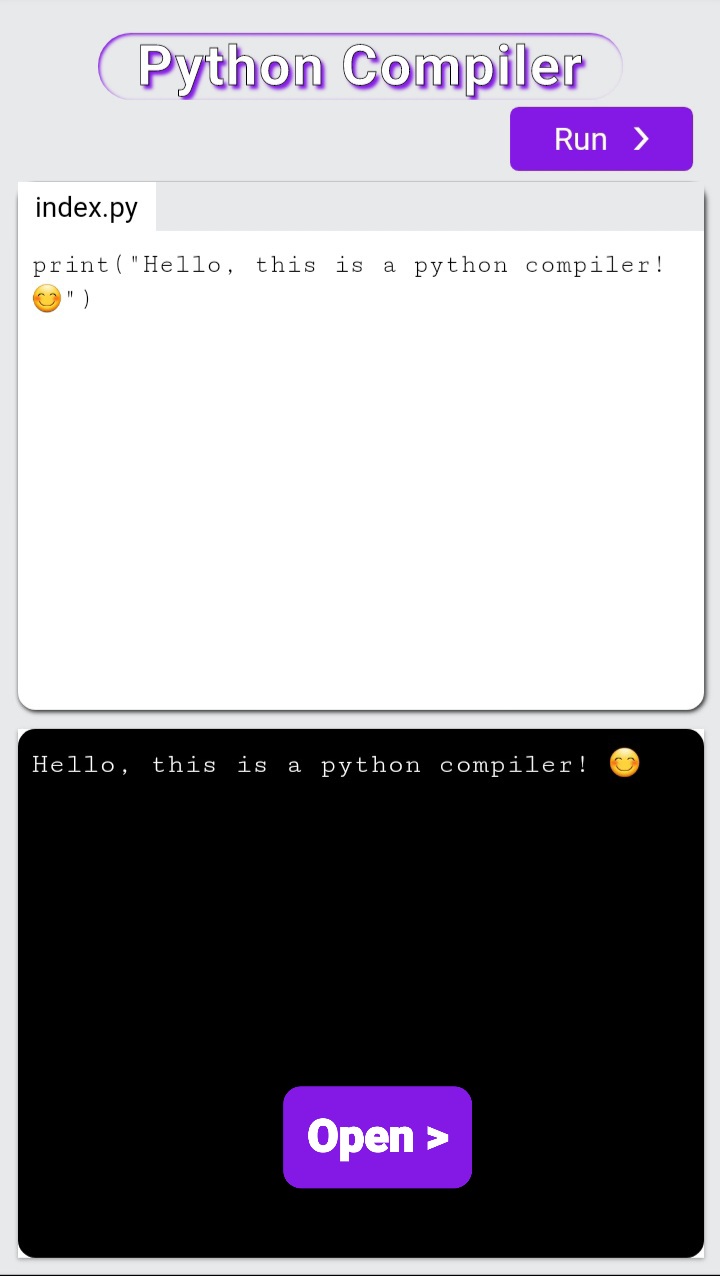 Python Compiler
Run ❯
index.py
print("Hello, this is a python compiler!
😊")
Hello, this is a python compiler! 😊
Open >